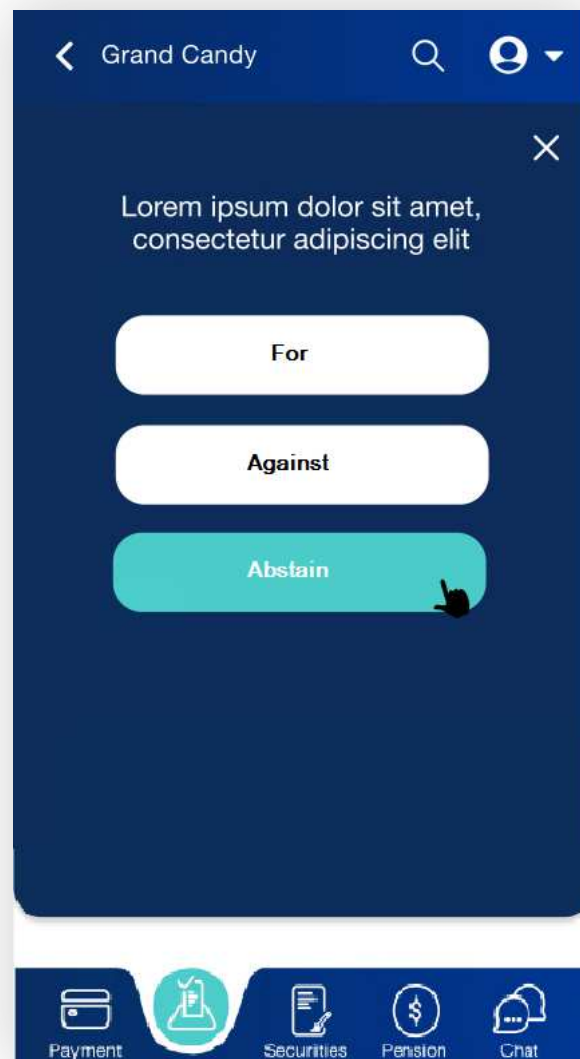 Grand Candy
Lorem ipsum dolor sit amet,
consectetur adipiscing elit
For
Against
Abstain
Payment
Securities
Pension
Chat